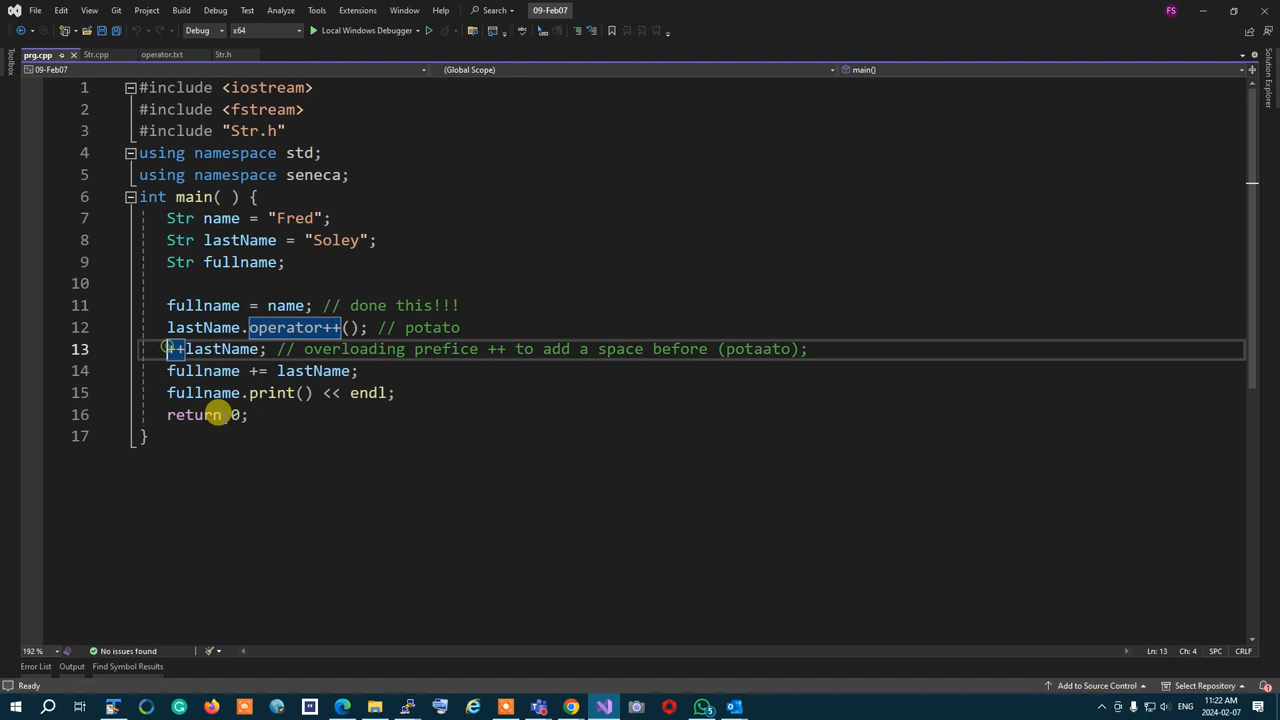 File Edit View Git Project Build Debug Test Analyze Tools Extensions Window Help Search 09-Feb07 FS
Debug x64 Local Windows Debugger
prg.cpp Str.cpp operator.txt Str.h
09-Feb07 (Global Scope) main()
Toolbox
Solution Explorer
1 #include <iostream>
2 #include <fstream>
3 #include "Str.h"
4 using namespace std;
5 using namespace seneca;
6 int main( ) {
7 Str name = "Fred";
8 Str lastName = "Soley";
9 Str fullname;
10
11 fullname = name; // done this!!!
12 lastName.operator++(); // potato
13 ++lastName; // overloading prefice ++ to add a space before (potaato);
14 fullname += lastName;
15 fullname.print() << endl;
16 return 0;
17 }
192 % No issues found Ln: 13 Ch: 4 SPC CRLF
Error List Output Find Symbol Results
Ready Add to Source Control Select Repository
11:22 AM
2024-02-07